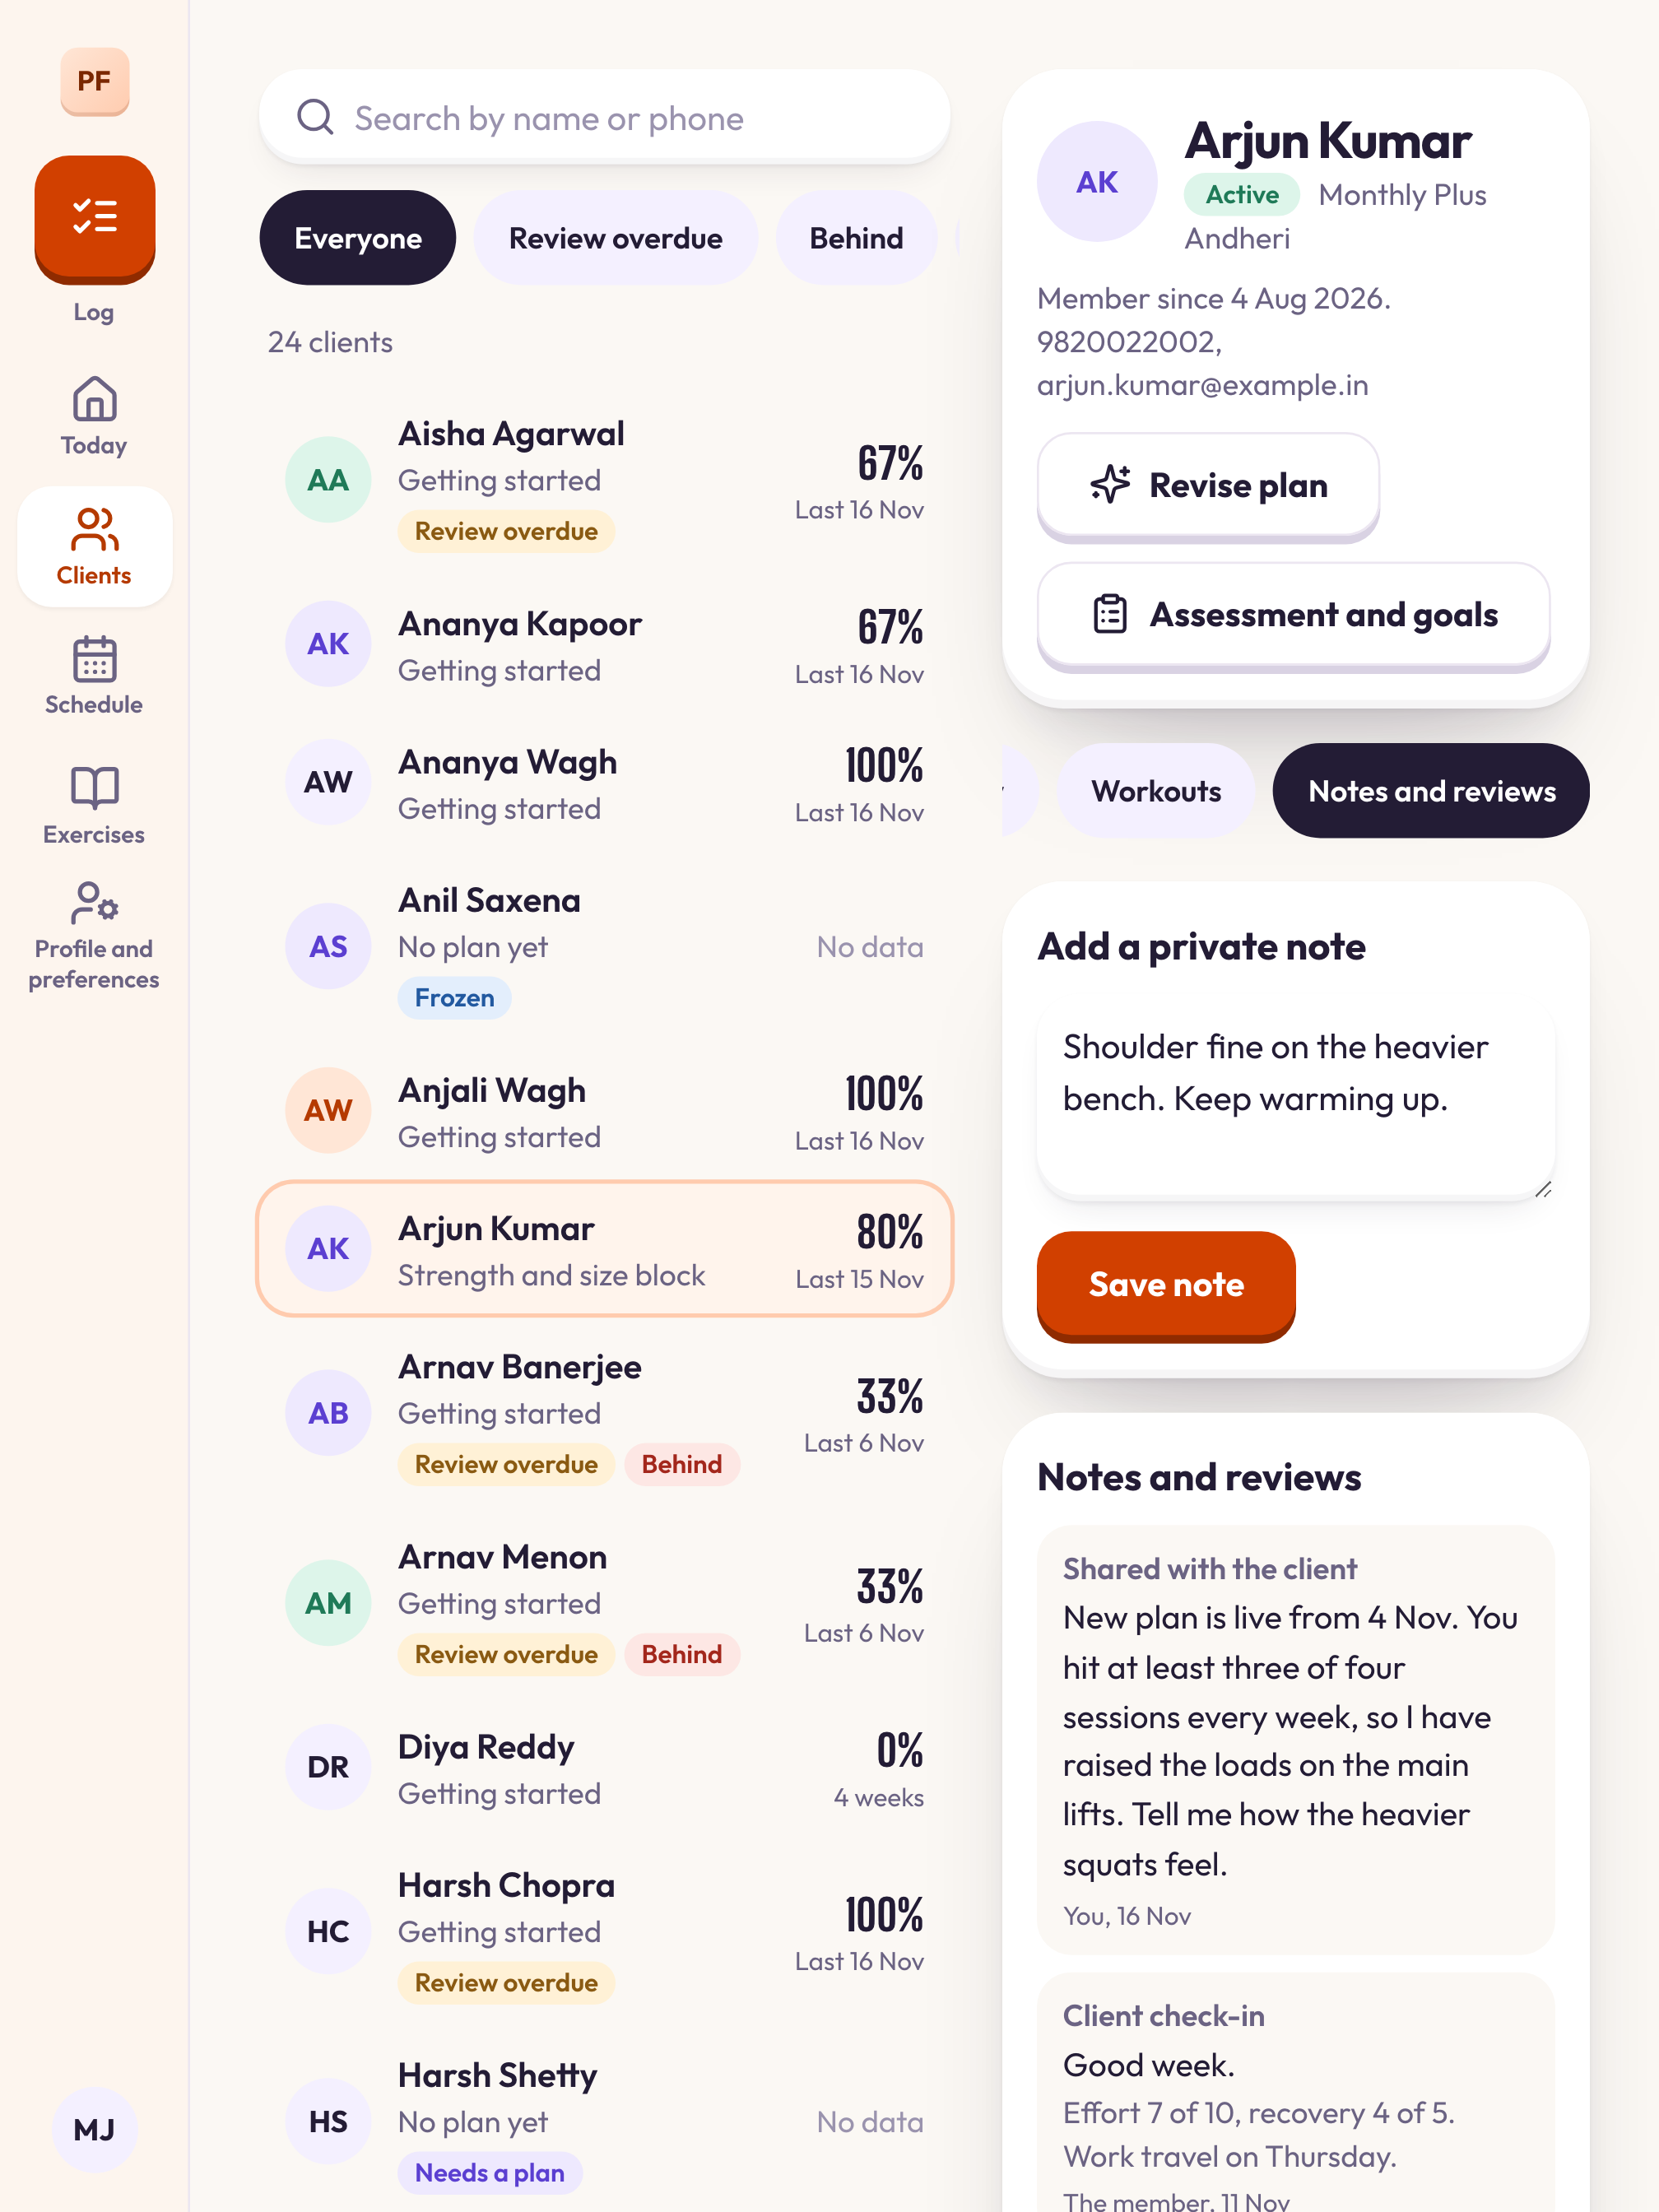 PF
Log
Today
Clients
Schedule
Exercises
Profile and
preferences
MJ
Search by name or phone
Everyone
Review overdue
Behind
24 clients
AA
Aisha Agarwal
Getting started
Review overdue
67%
Last 16 Nov
AK
Ananya Kapoor
Getting started
67%
Last 16 Nov
AW
Ananya Wagh
Getting started
100%
Last 16 Nov
AS
Anil Saxena
No plan yet
Frozen
No data
AW
Anjali Wagh
Getting started
100%
Last 16 Nov
AK
Arjun Kumar
Strength and size block
80%
Last 15 Nov
AB
Arnav Banerjee
Getting started
Review overdue
Behind
33%
Last 6 Nov
AM
Arnav Menon
Getting started
Review overdue
Behind
33%
Last 6 Nov
DR
Diya Reddy
Getting started
0%
4 weeks
HC
Harsh Chopra
Getting started
Review overdue
100%
Last 16 Nov
HS
Harsh Shetty
No plan yet
Needs a plan
No data
AK
Arjun Kumar
Active
Monthly Plus
Andheri
Member since 4 Aug 2026.
9820022002,
arjun.kumar@example.in
Revise plan
Assessment and goals
Workouts
Notes and reviews
Add a private note
Shoulder fine on the heavier
bench. Keep warming up.
Save note
Notes and reviews
Shared with the client
New plan is live from 4 Nov. You
hit at least three of four
sessions every week, so I have
raised the loads on the main
lifts. Tell me how the heavier
squats feel.
You, 16 Nov
Client check-in
Good week.
Effort 7 of 10, recovery 4 of 5.
Work travel on Thursday.
The member, 11 Nov